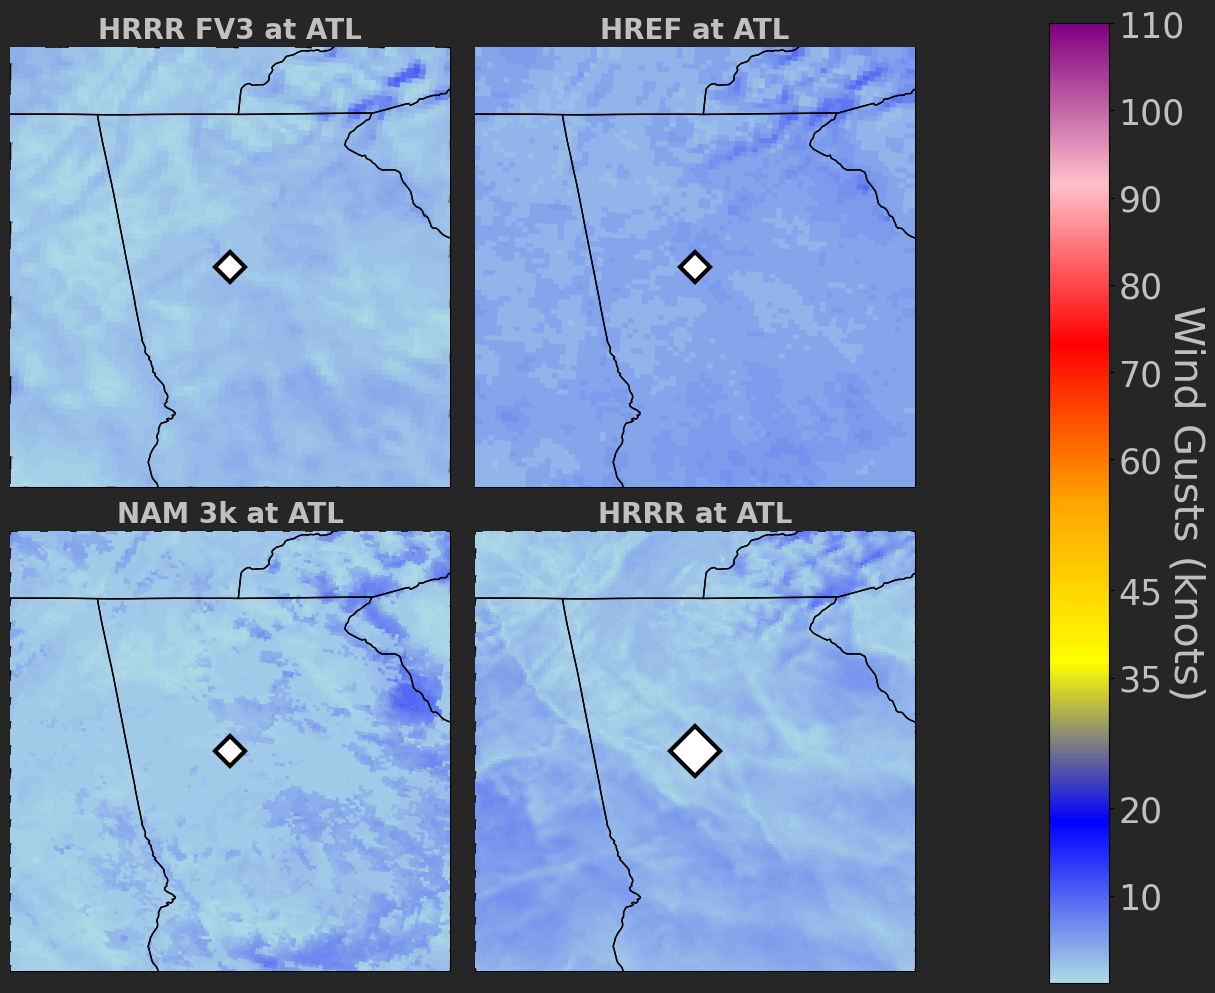 HRRR FV3 at ATL
HREF at ATL
NAM 3k at ATL
HRRR at ATL
110
100
90
80
70
60
45
35
20
10
Wind Gusts (knots)